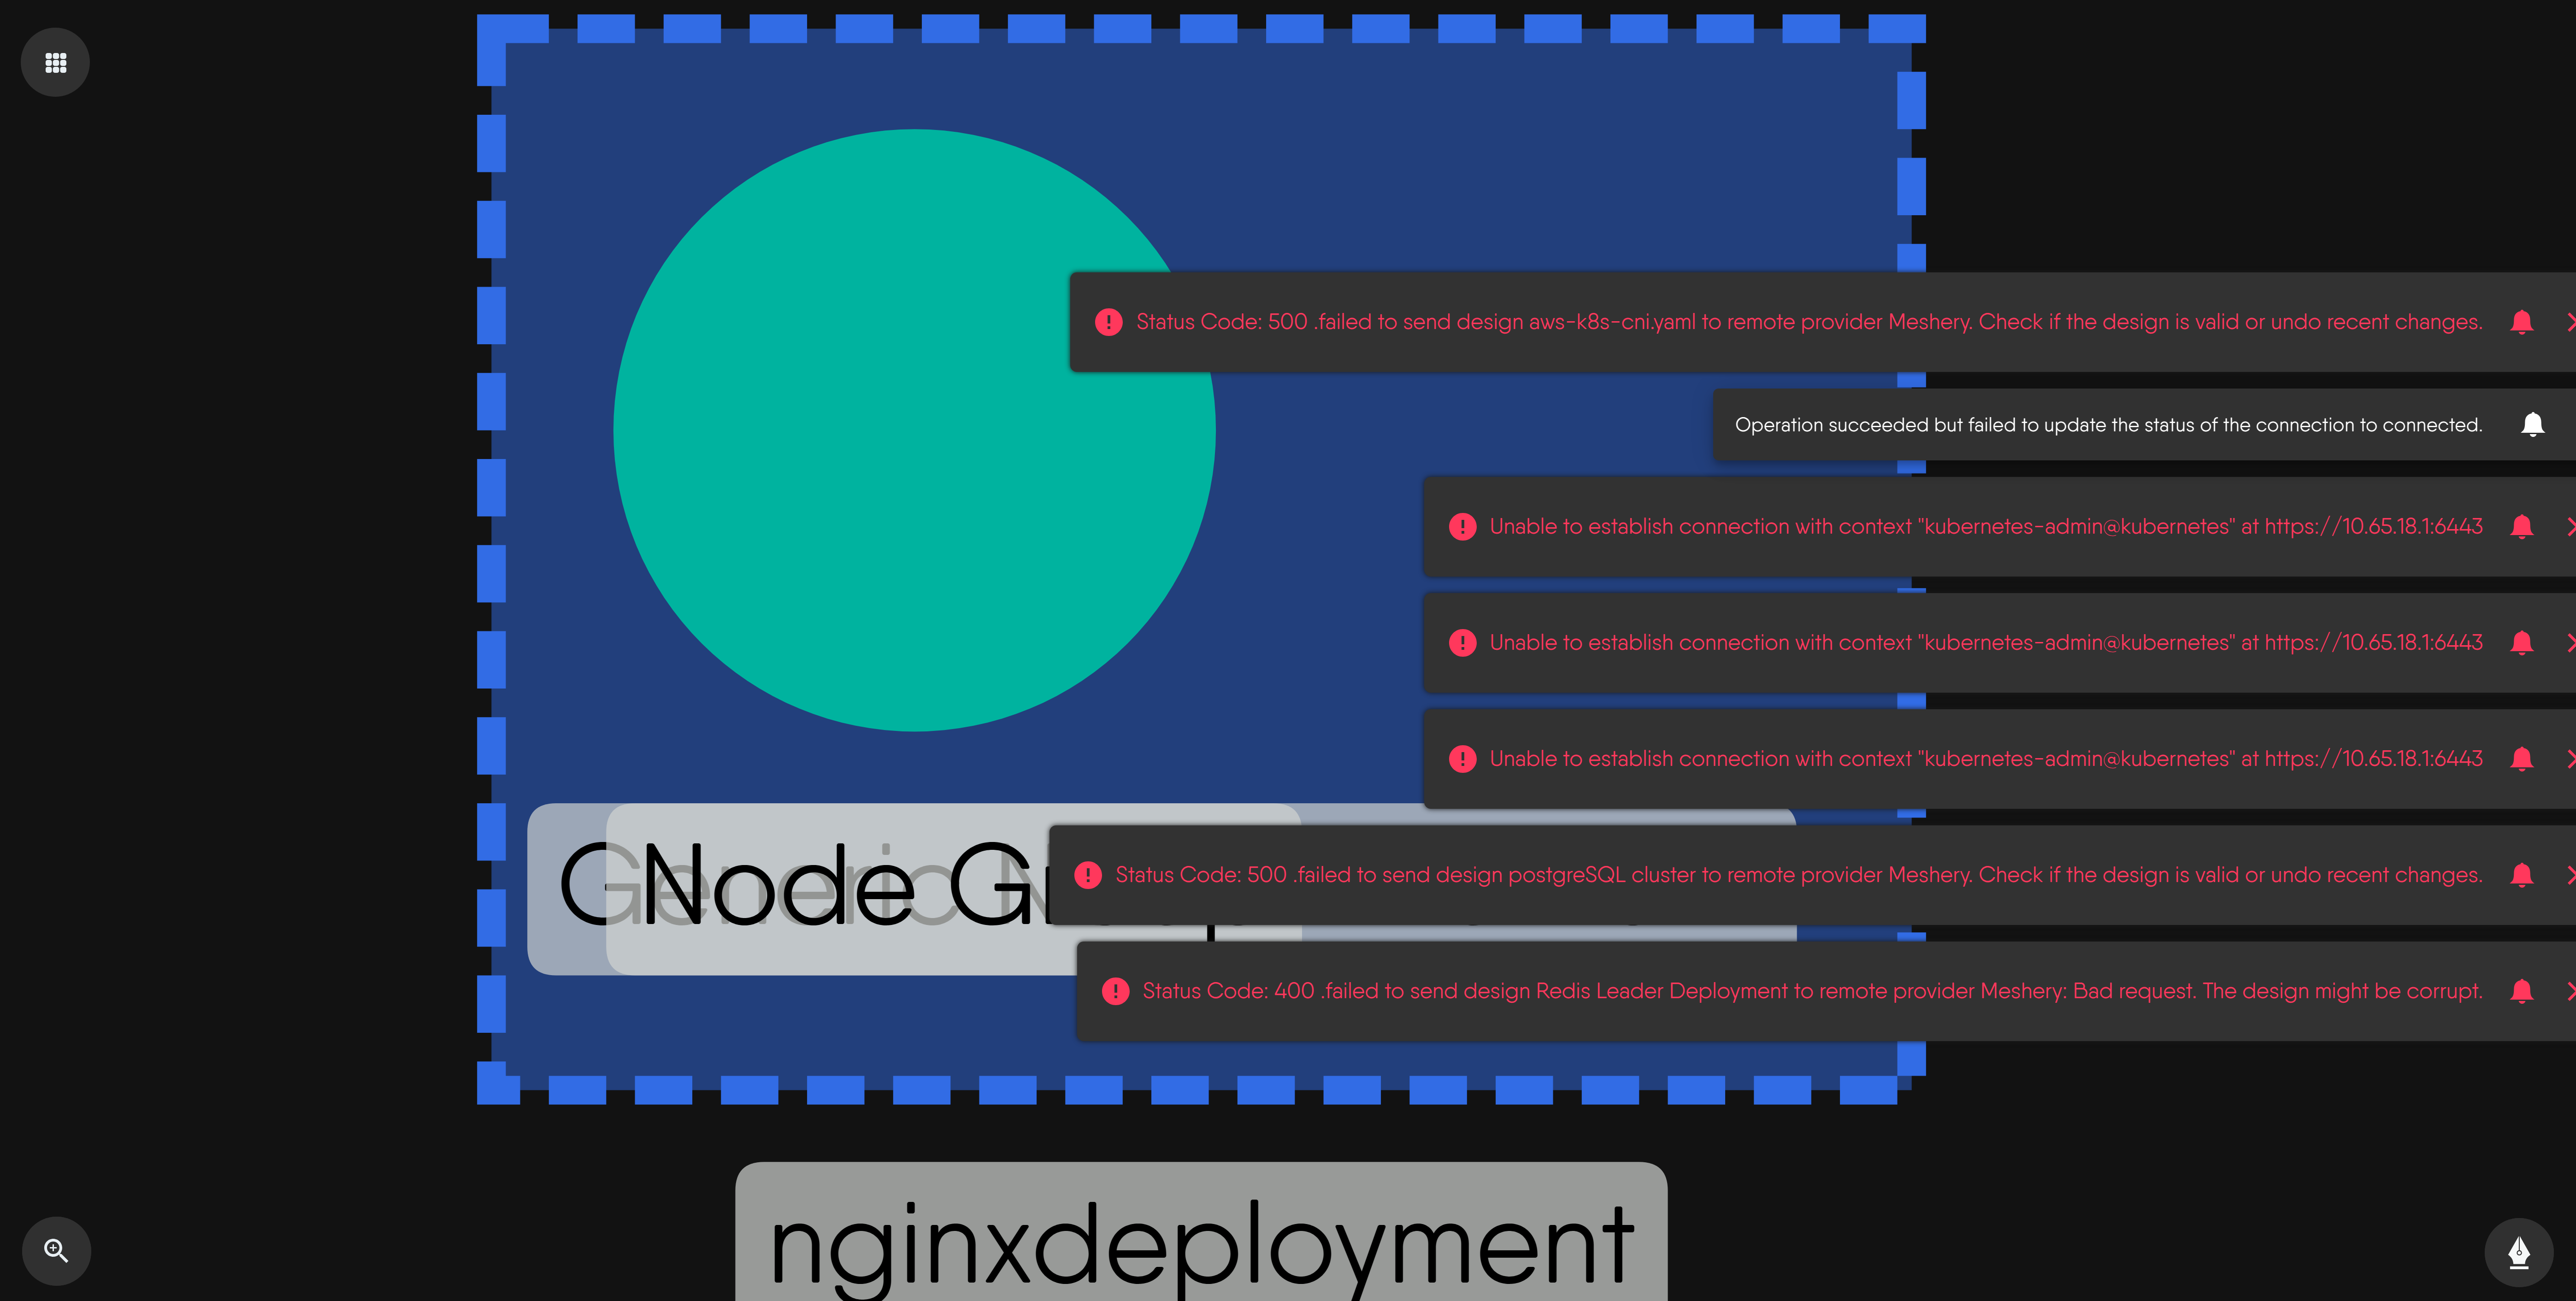 Status Code: 500 .failed to send design aws-k8s-cni.yaml to remote provider Meshery. Check if the design is valid or undo recent changes.
Operation succeeded but failed to update the status of the connection to connected.
Unable to establish connection with context "kubernetes-admin@kubernetes" at https://10.65.18.1:6443
Unable to establish connection with context "kubernetes-admin@kubernetes" at https://10.65.18.1:6443
Unable to establish connection with context "kubernetes-admin@kubernetes" at https://10.65.18.1:6443
Generic
Node
Status Code: 500 .failed to send design postgreSQL cluster to remote provider Meshery. Check if the design is valid or undo recent changes.
Status Code: 400 .failed to send design Redis Leader Deployment to remote provider Meshery: Bad request. The design might be corrupt.
nginxdeployment